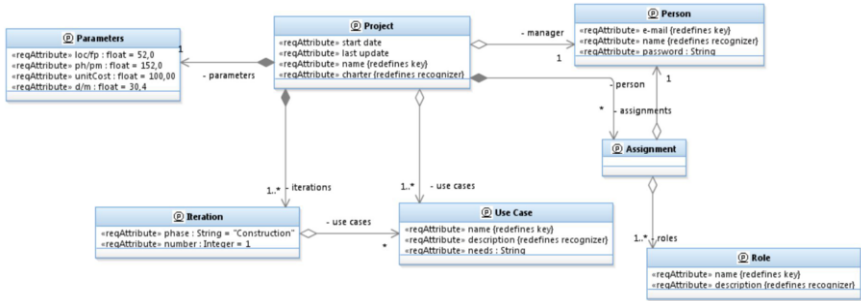 Parameters
«reqAttribute» loc/fp : float = 52,0
«reqAttribute» ph/pm : float = 152,0
«reqAttribute» unitCost : float = 100,00
«reqAttribute» d/m : float = 30,4
1
- parameters
Project
«reqAttribute» start date
«reqAttribute» last update
«reqAttribute» name {redefines key}
«reqAttribute» charter {redefines recognizer}
- manager
1
Person
«reqAttribute» e-mail {redefines key}
«reqAttribute» name {redefines recognizer}
«reqAttribute» password : String
- person
1
* - assignments
Assignment
1..* - iterations
1..* - use cases
Iteration
«reqAttribute» phase : String = "Construction"
«reqAttribute» number : Integer = 1
- use cases
*
Use Case
«reqAttribute» name {redefines key}
«reqAttribute» description {redefines recognizer}
«reqAttribute» needs : String
1..* - roles
Role
«reqAttribute» name {redefines key}
«reqAttribute» description {redefines recognizer}